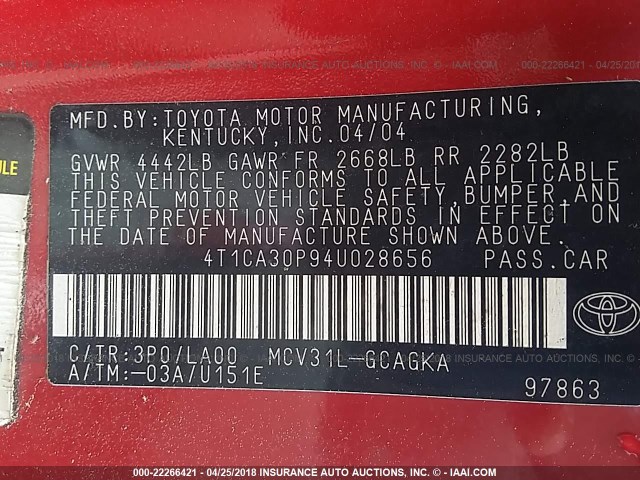 MFD.BY:TOYOTA MOTOR MANUFACTURING,
KENTUCKY,INC.04/04
GVWR 4442LB GAWR FR 2668LB RR 2282LB
THIS VEHICLE CONFORMS TO ALL APPLICABLE
FEDERAL MOTOR VEHICLE SAFETY,BUMPER,AND
THEFT PREVENTION STANDARDS IN EFFECT ON
THE DATE OF MANUFACTURE SHOWN ABOVE.
4T1CA30P94U028656 PASS.CAR
C/TR:3P0/LA00 MCV31L-GCAGKA
A/TM:-03A/U151E
97863
TOYOTA
000-22266421 - 04/25/2018 INSURANCE AUTO AUCTIONS INC. © - IAAI.COM